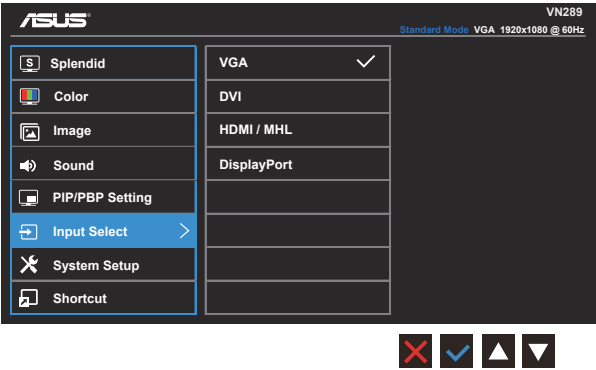 ASUS
VN289
Standard Mode VGA 1920x1080 @ 60Hz
S Splendid
Color
Image
Sound
PIP/PBP Setting
Input Select
System Setup
Shortcut
VGA
DVI
HDMI / MHL
DisplayPort